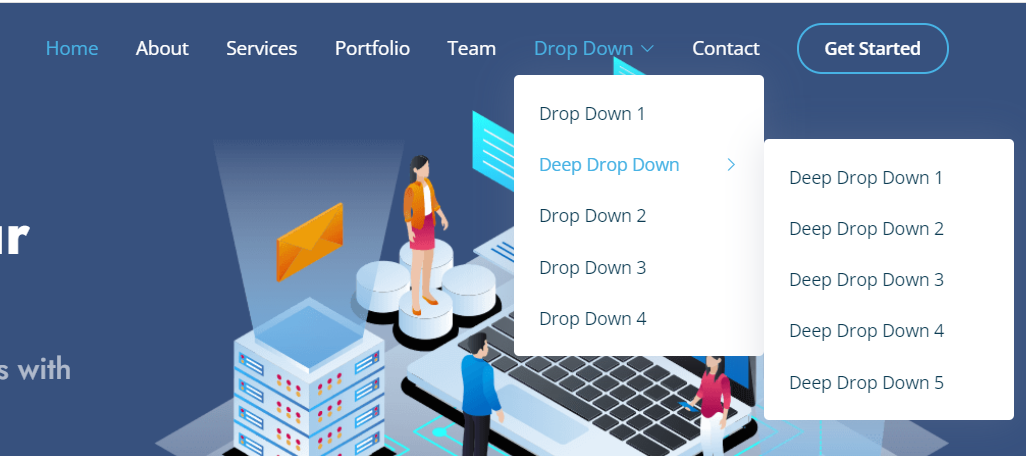 Home About Services Portfolio Team Drop Down Contact Get Started
Drop Down 1
Deep Drop Down
Drop Down 2
Drop Down 3
Drop Down 4
Deep Drop Down 1
Deep Drop Down 2
Deep Drop Down 3
Deep Drop Down 4
Deep Drop Down 5
s with